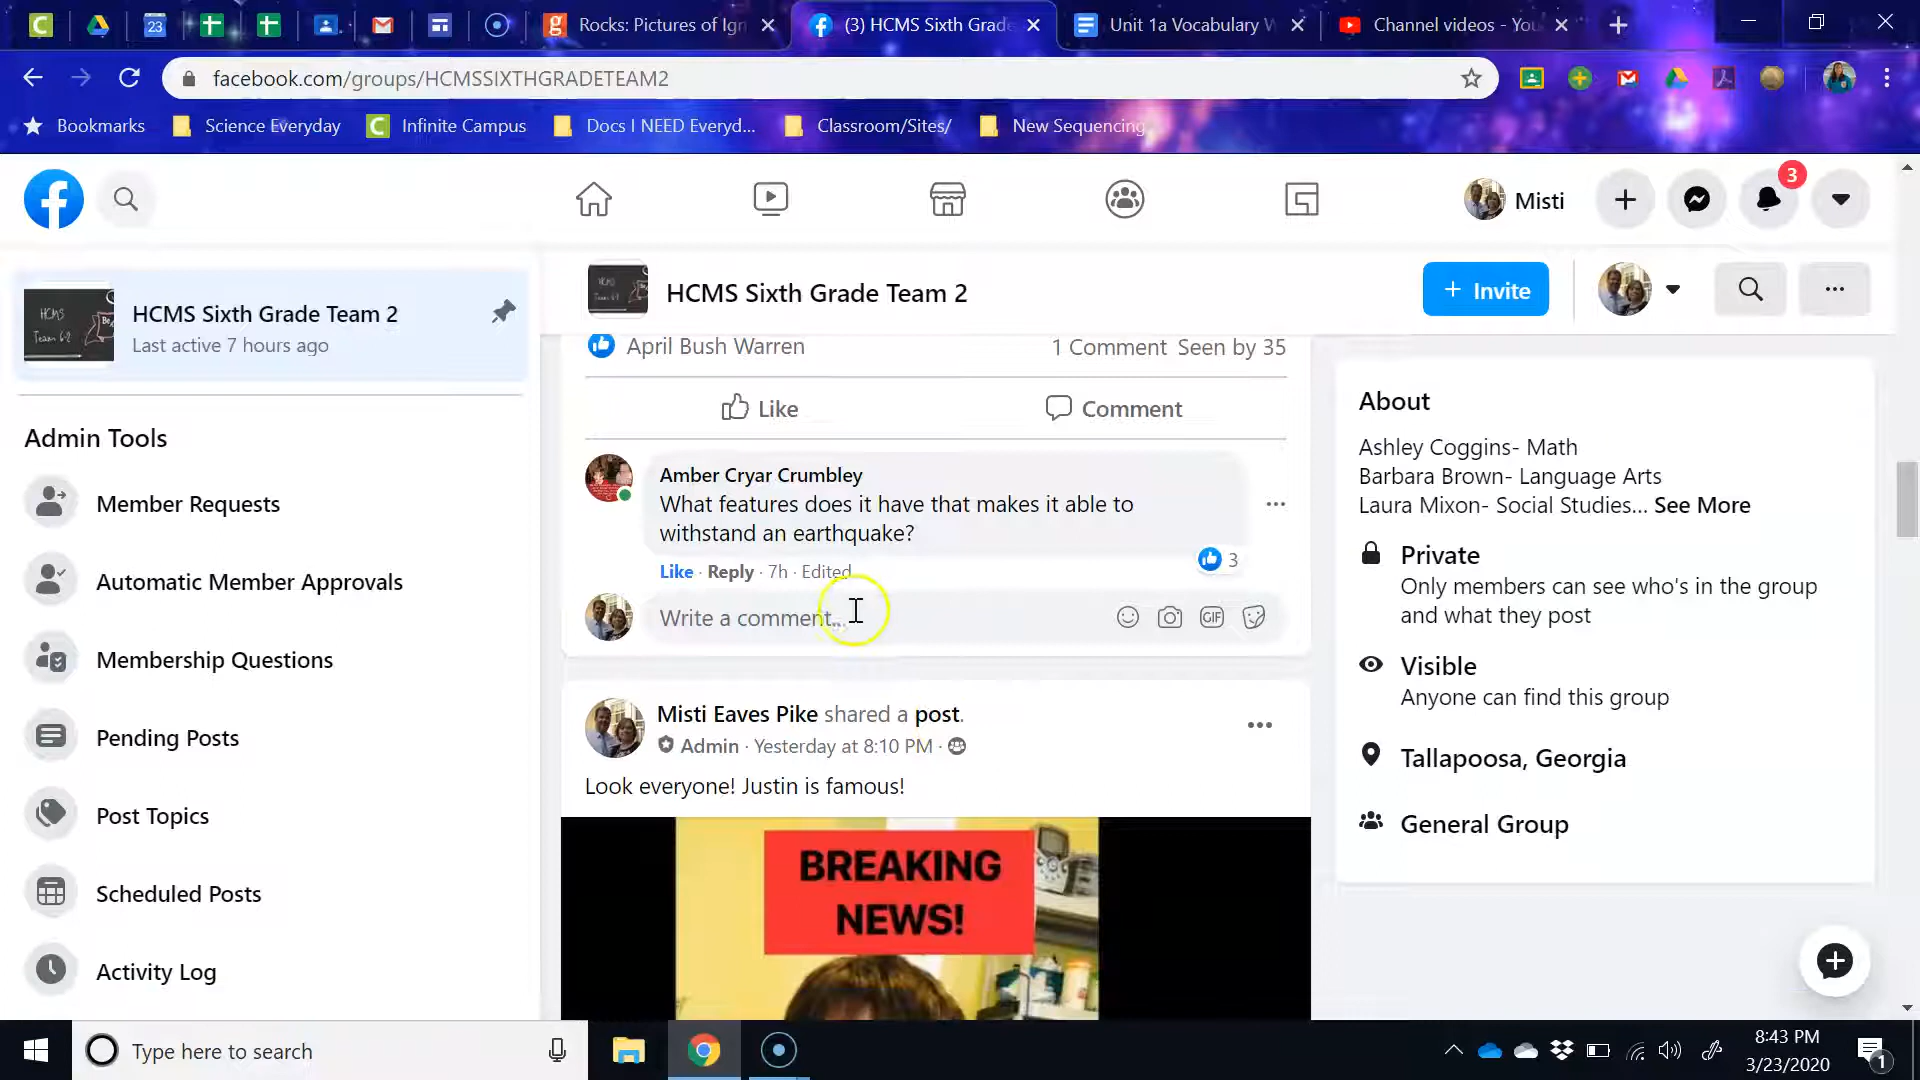 23
Rocks: Pictures of Ign
(3) HCMS Sixth Grade
Unit 1a Vocabulary W
Channel videos - You
facebook.com/groups/HCMSSIXTHGRADETEAM2
Bookmarks
Science Everyday
Infinite Campus
Docs I NEED Everyd...
Classroom/Sites/
New Sequencing
Misti
3
HCMS Sixth Grade Team 2
Last active 7 hours ago
Admin Tools
Member Requests
Automatic Member Approvals
Membership Questions
Pending Posts
Post Topics
Scheduled Posts
Activity Log
HCMS Sixth Grade Team 2
+ Invite
April Bush Warren
1 Comment Seen by 35
Like
Comment
Amber Cryar Crumbley
What features does it have that makes it able to
withstand an earthquake?
3
Like · Reply · 7h · Edited
Write a comment...
GIF
Misti Eaves Pike shared a post.
Admin · Yesterday at 8:10 PM ·
Look everyone! Justin is famous!
BREAKING
NEWS!
About
Ashley Coggins- Math
Barbara Brown- Language Arts
Laura Mixon- Social Studies... See More
Private
Only members can see who's in the group
and what they post
Visible
Anyone can find this group
Tallapoosa, Georgia
General Group
Type here to search
8:43 PM
3/23/2020
1